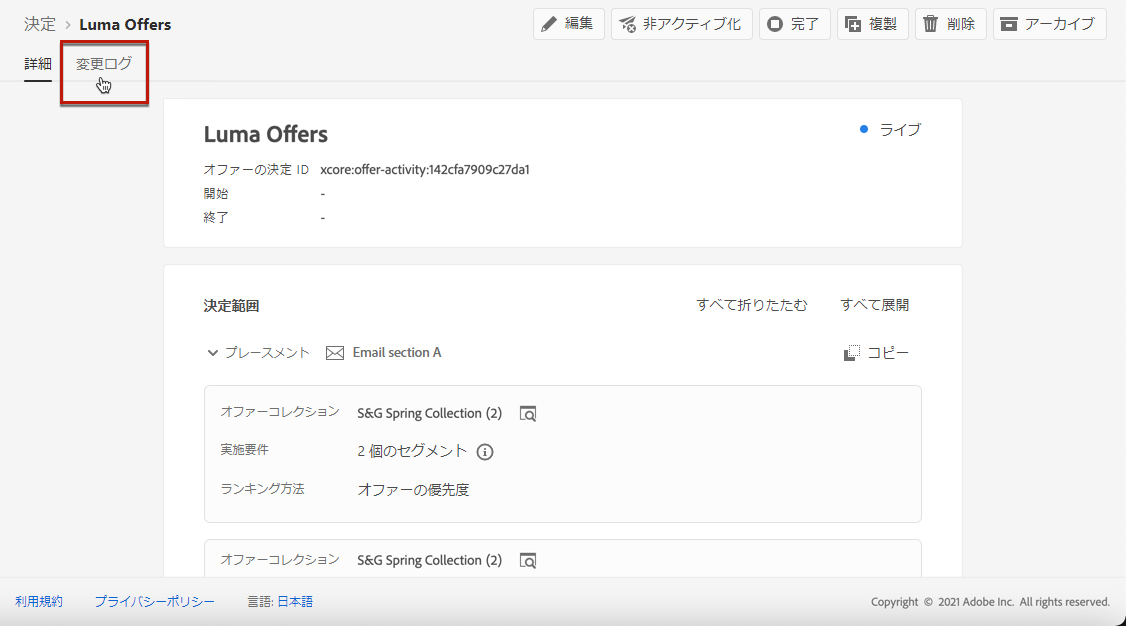 決定 > Luma Offers 編集 非アクティブ化 完了 複製 削除 アーカイブ
詳細 変更ログ
Luma Offers
ライブ
オファーの決定 ID xcore:offer-activity:142cfa7909c27da1
開始 -
終了 -
決定範囲 すべて折りたたむ すべて展開
プレースメント Email section A コピー
オファーコレクション S&G Spring Collection (2)
実施要件 2 個のセグメント
ランキング方法 オファーの優先度
オファーコレクション S&G Spring Collection (2)
利用規約 プライバシーポリシー 言語: 日本語 Copyright © 2021 Adobe Inc. All rights reserved.